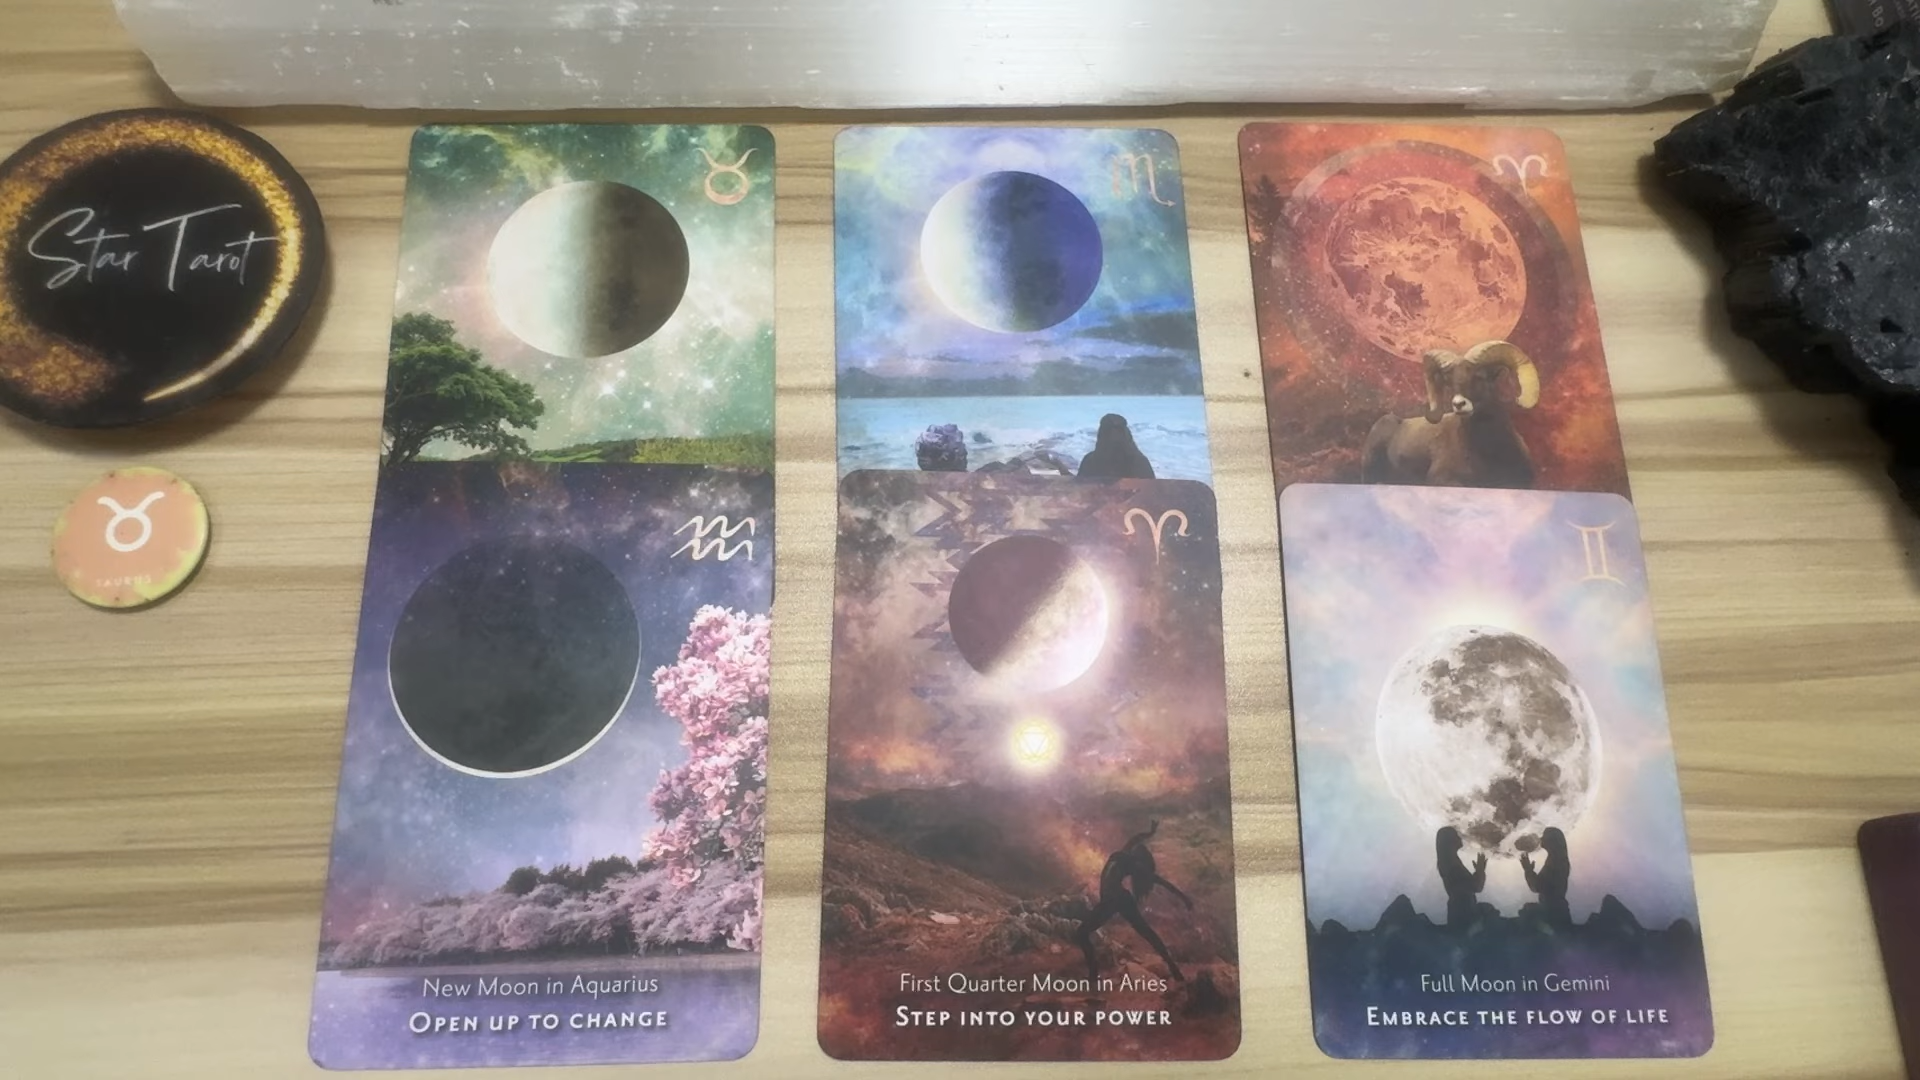 Star Tarot
TAURUS
New Moon in Aquarius
OPEN UP TO CHANGE
First Quarter Moon in Aries
STEP INTO YOUR POWER
Full Moon in Gemini
EMBRACE THE FLOW OF LIFE